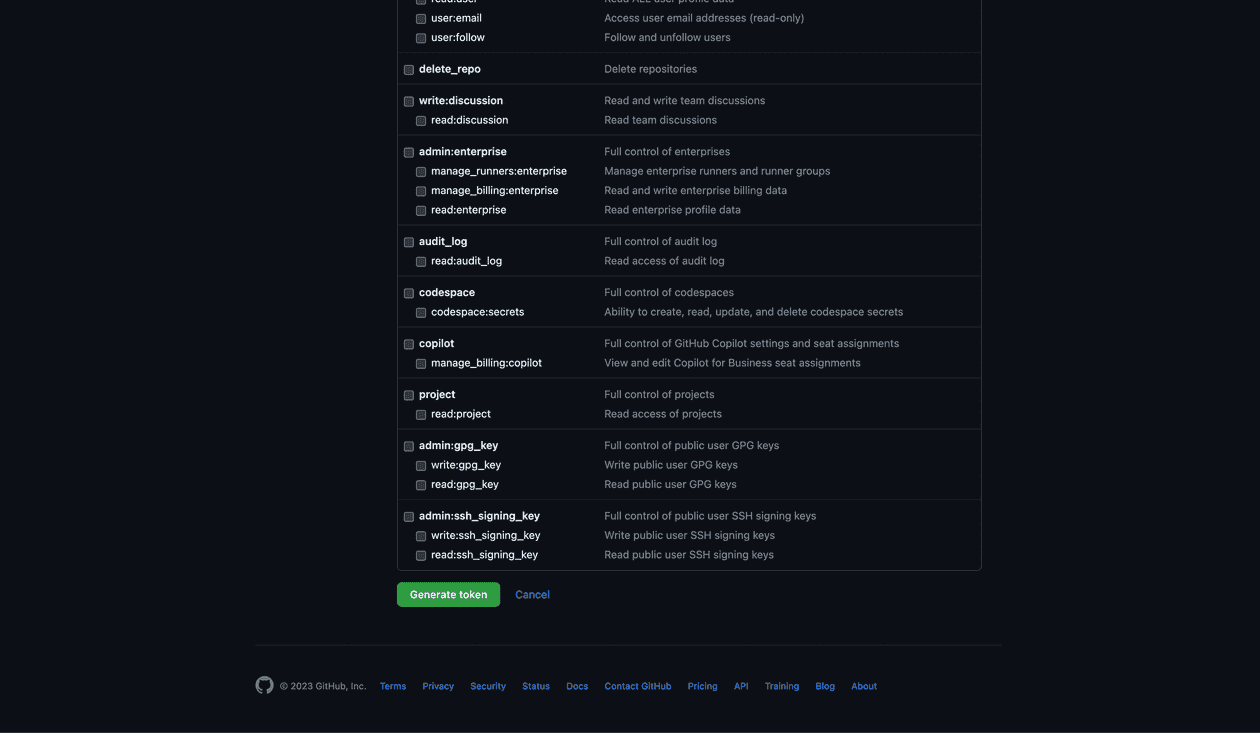 read:user Read ALL user profile data
user:email Access user email addresses (read-only)
user:follow Follow and unfollow users
delete_repo Delete repositories
write:discussion Read and write team discussions
read:discussion Read team discussions
admin:enterprise Full control of enterprises
manage_runners:enterprise Manage enterprise runners and runner groups
manage_billing:enterprise Read and write enterprise billing data
read:enterprise Read enterprise profile data
audit_log Full control of audit log
read:audit_log Read access of audit log
codespace Full control of codespaces
codespace:secrets Ability to create, read, update, and delete codespace secrets
copilot Full control of GitHub Copilot settings and seat assignments
manage_billing:copilot View and edit Copilot for Business seat assignments
project Full control of projects
read:project Read access of projects
admin:gpg_key Full control of public user GPG keys
write:gpg_key Write public user GPG keys
read:gpg_key Read public user GPG keys
admin:ssh_signing_key Full control of public user SSH signing keys
write:ssh_signing_key Write public user SSH signing keys
read:ssh_signing_key Read public user SSH signing keys
Generate token Cancel
© 2023 GitHub, Inc. Terms Privacy Security Status Docs Contact GitHub Pricing API Training Blog About